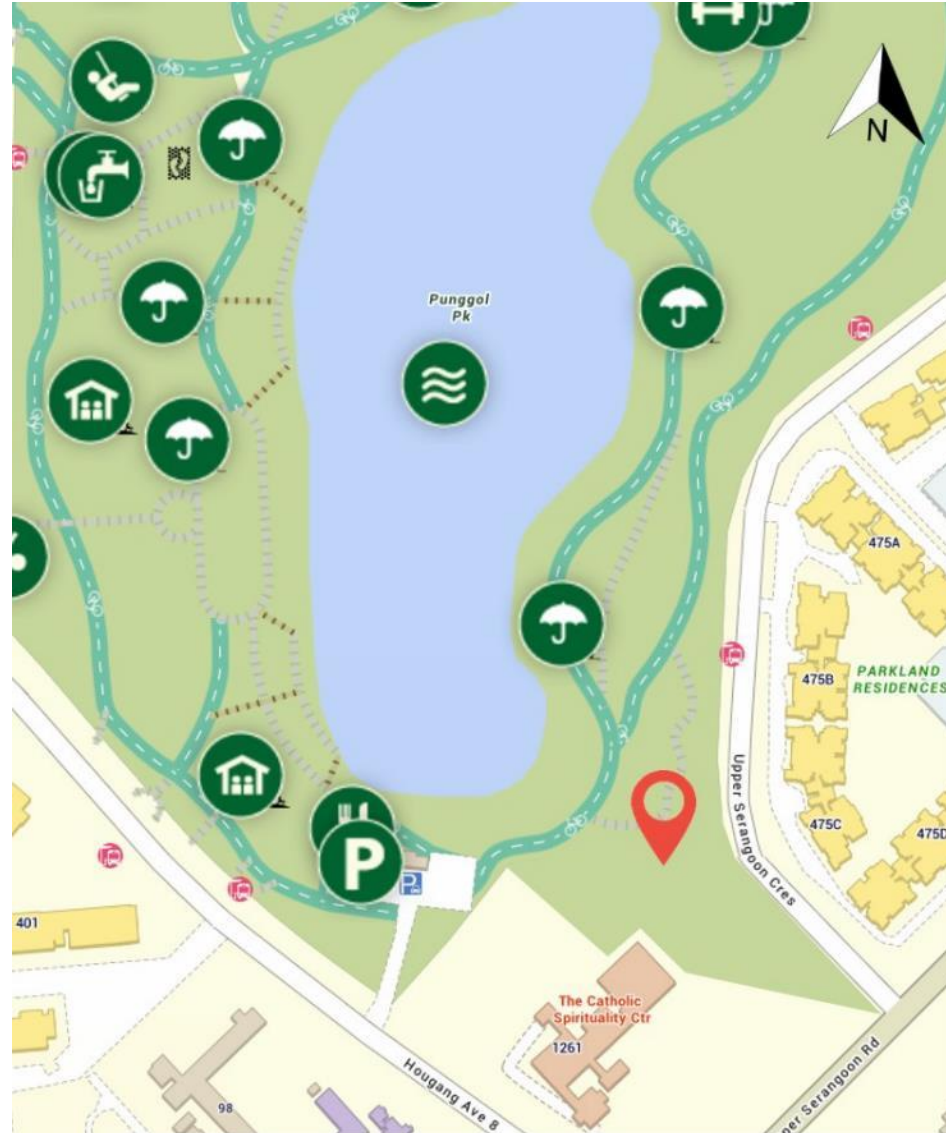 N
Punggol
Pk
475A
475B
PARKLAND
RESIDENCES
Upper Serangoon Cres
475C
475D
P
P
401
The Catholic
Spirituality Ctr
1261
Hougang Ave 8
98
per Serangoon Rd